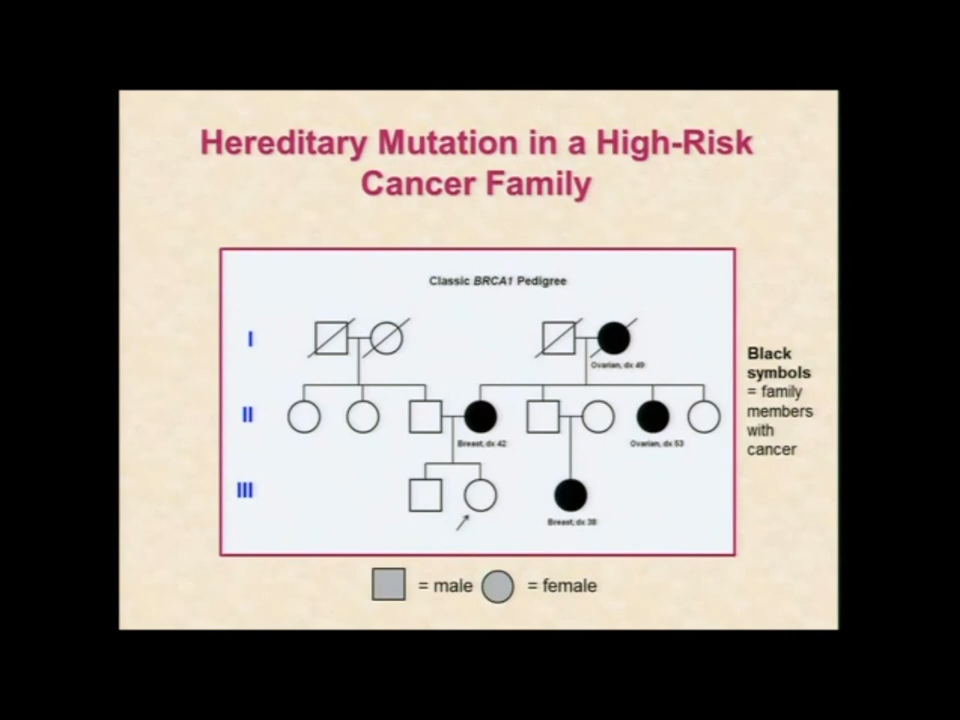 Hereditary Mutation in a High-Risk
Cancer Family
Classic BRCA1 Pedigree
I
Ovarian, dx 49
II
Breast, dx 42
Ovarian, dx 53
III
Breast, dx 38
Black
symbols
= family
members
with
cancer
= male
= female